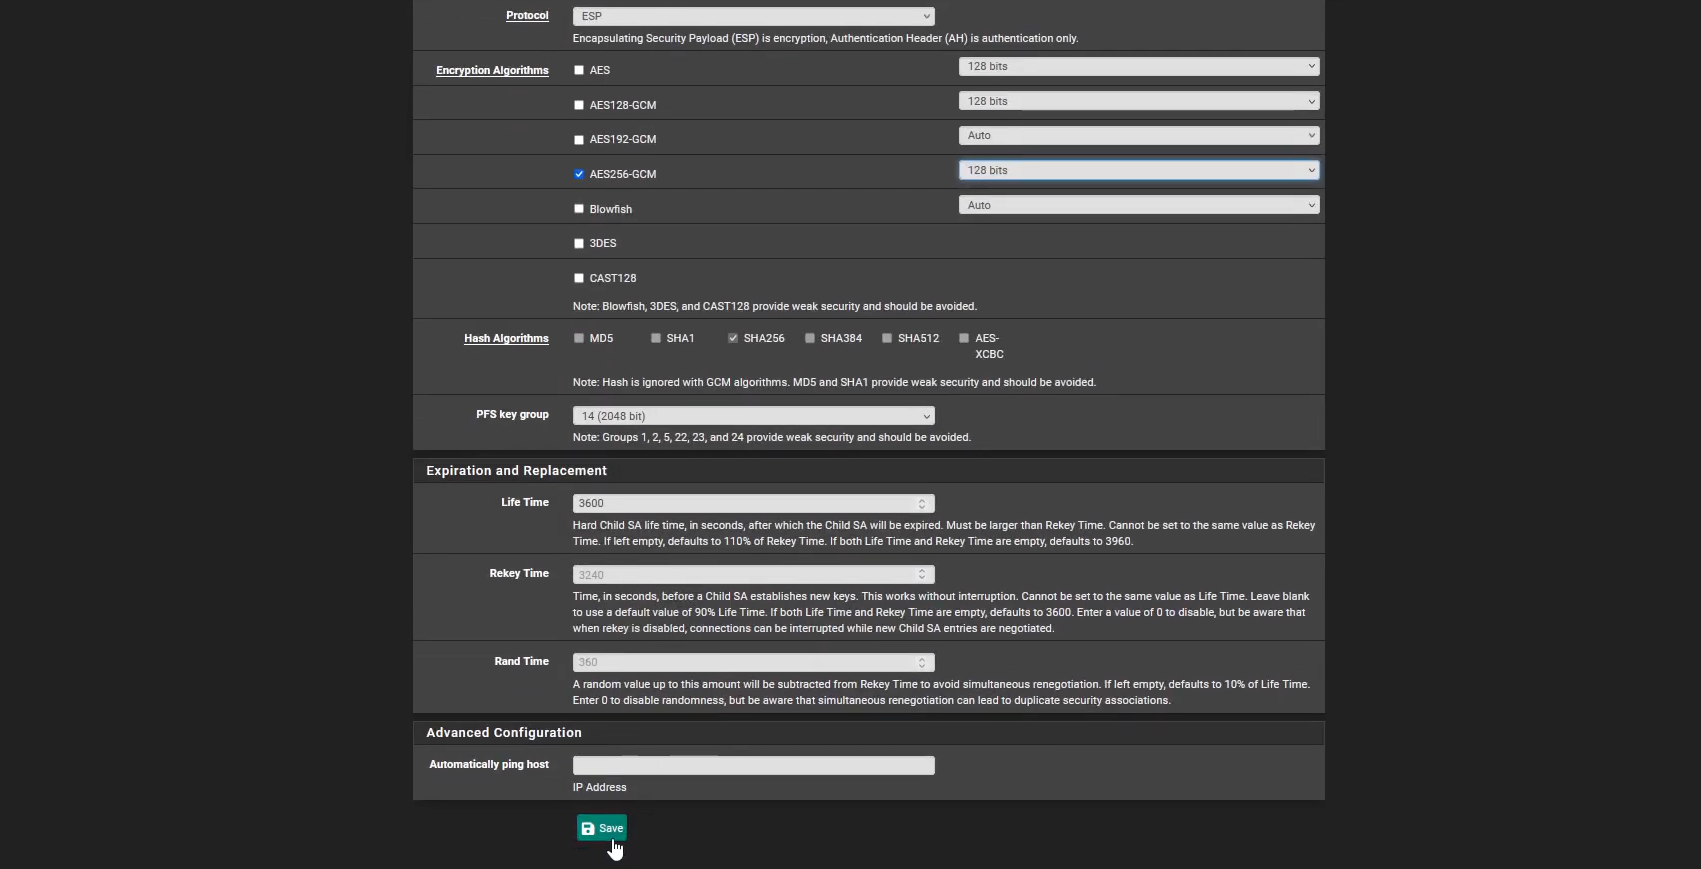 Protocol
ESP
Encapsulating Security Payload (ESP) is encryption, Authentication Header (AH) is authentication only.
Encryption Algorithms
AES
128 bits
AES128-GCM
128 bits
AES192-GCM
Auto
AES256-GCM
128 bits
Blowfish
Auto
3DES
CAST128
Note: Blowfish, 3DES, and CAST128 provide weak security and should be avoided.
Hash Algorithms
MD5
SHA1
SHA256
SHA384
SHA512
AES-
XCBC
Note: Hash is ignored with GCM algorithms. MD5 and SHA1 provide weak security and should be avoided.
PFS key group
14 (2048 bit)
Note: Groups 1, 2, 5, 22, 23, and 24 provide weak security and should be avoided.
Expiration and Replacement
Life Time
3600
Hard Child SA life time, in seconds, after which the Child SA will be expired. Must be larger than Rekey Time. Cannot be set to the same value as Rekey
Time. If left empty, defaults to 110% of Rekey Time. If both Life Time and Rekey Time are empty, defaults to 3960.
Rekey Time
3240
Time, in seconds, before a Child SA establishes new keys. This works without interruption. Cannot be set to the same value as Life Time. Leave blank
to use a default value of 90% Life Time. If both Life Time and Rekey Time are empty, defaults to 3600. Enter a value of 0 to disable, but be aware that
when rekey is disabled, connections can be interrupted while new Child SA entries are negotiated.
Rand Time
360
A random value up to this amount will be subtracted from Rekey Time to avoid simultaneous renegotiation. If left empty, defaults to 10% of Life Time.
Enter 0 to disable randomness, but be aware that simultaneous renegotiation can lead to duplicate security associations.
Advanced Configuration
Automatically ping host
IP Address
Save